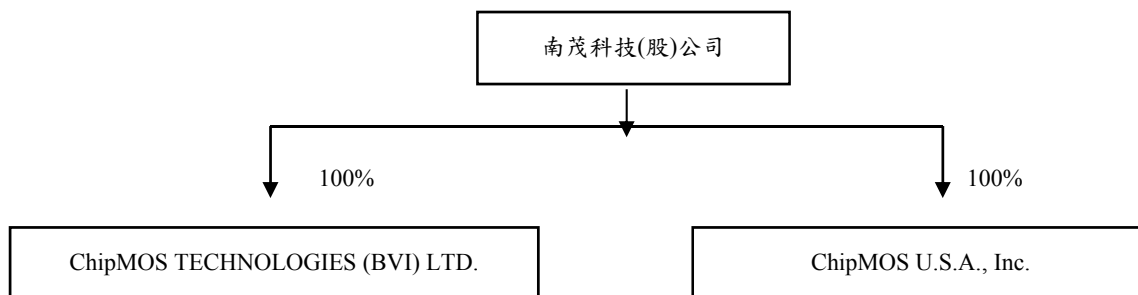 南茂科技(股)公司
100%
100%
ChipMOS TECHNOLOGIES (BVI) LTD.
ChipMOS U.S.A., Inc.